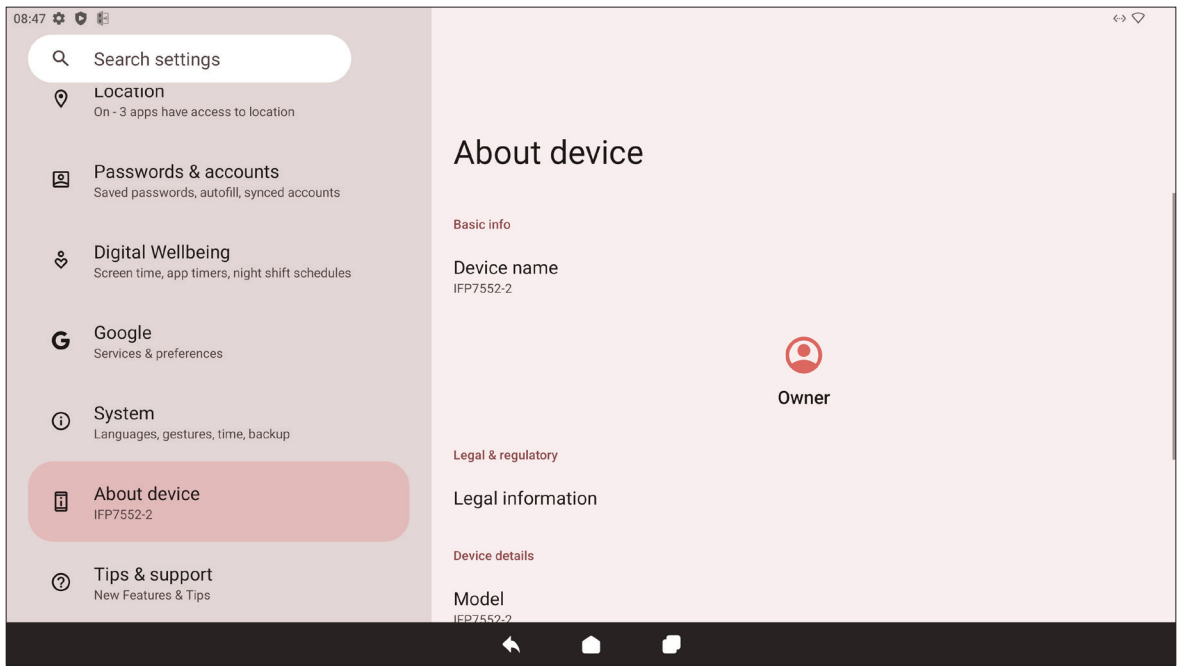 08:47
Search settings
Location
On - 3 apps have access to location
Passwords & accounts
Saved passwords, autofill, synced accounts
Digital Wellbeing
Screen time, app timers, night shift schedules
Google
Services & preferences
System
Languages, gestures, time, backup
About device
IFP7552-2
Tips & support
New Features & Tips
About device
Basic info
Device name
IFP7552-2
Owner
Legal & regulatory
Legal information
Device details
Model
IFP7552-2